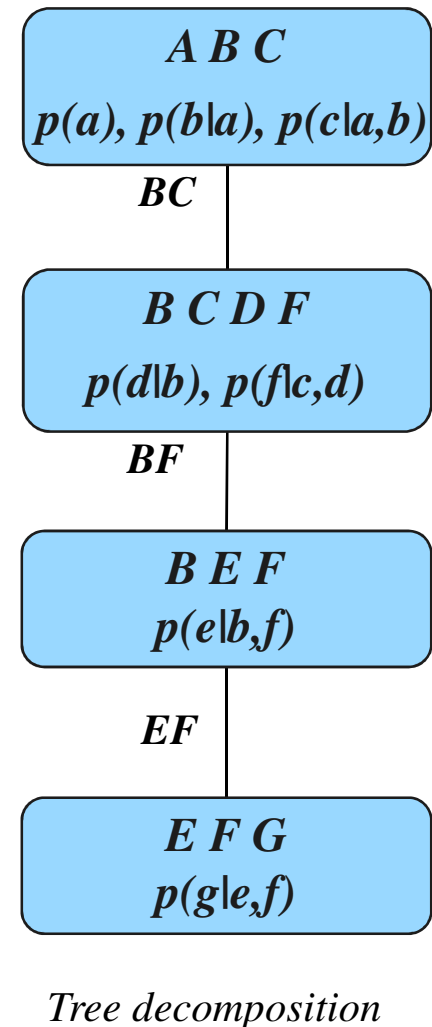 A B C
p(a), p(b|a), p(c|a,b)
BC
B C D F
p(d|b), p(f|c,d)
BF
B E F
p(e|b,f)
EF
E F G
p(g|e,f)
Tree decomposition